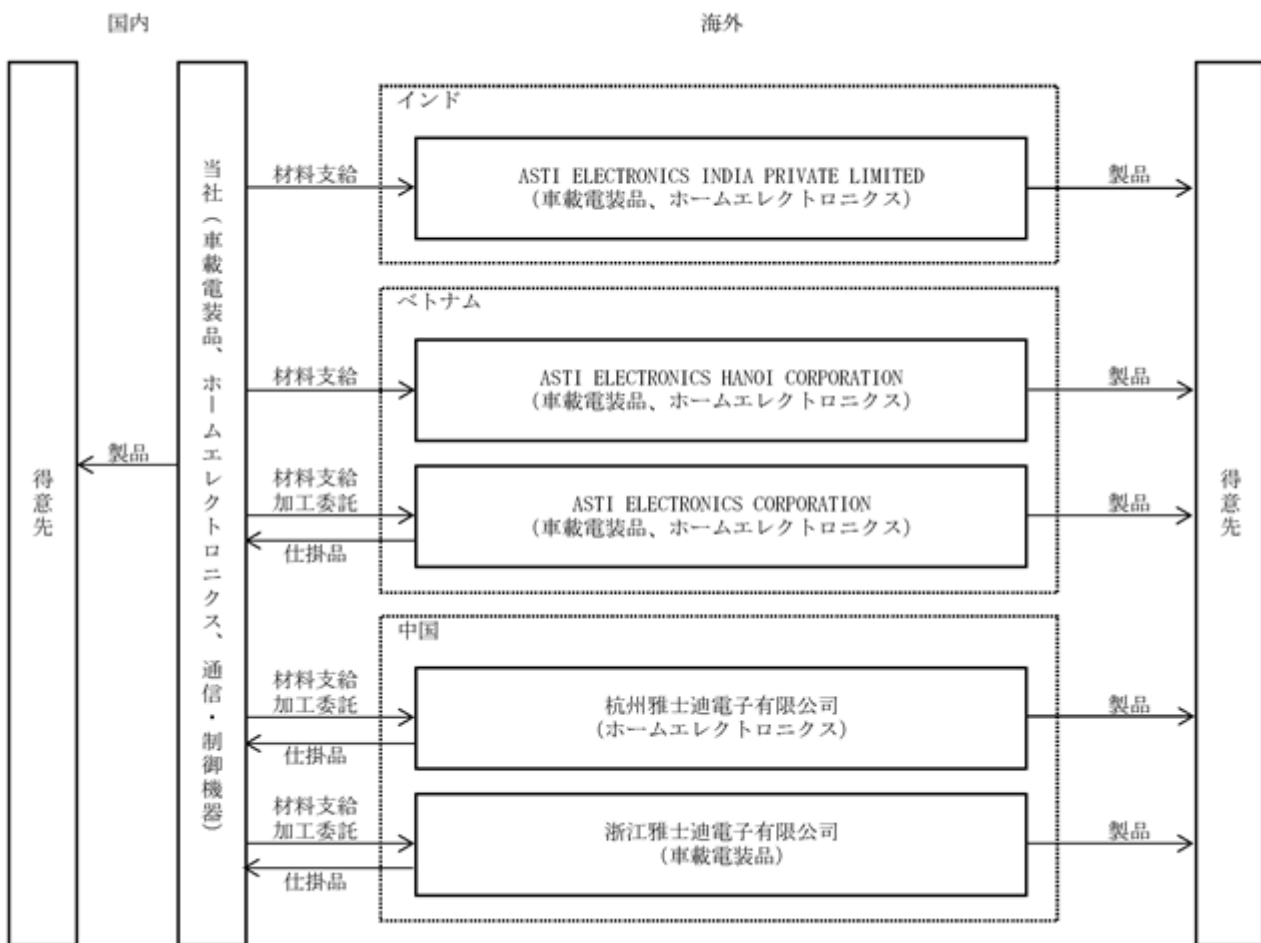 国内
海外
得意先
製品
当社(車載電装品、ホームエレクトロニクス、通信・制御機器)
インド
材料支給
ASTI ELECTRONICS INDIA PRIVATE LIMITED
(車載電装品、ホームエレクトロニクス)
製品
ベトナム
材料支給
ASTI ELECTRONICS HANOI CORPORATION
(車載電装品、ホームエレクトロニクス)
製品
材料支給
加工委託
仕掛品
ASTI ELECTRONICS CORPORATION
(車載電装品、ホームエレクトロニクス)
製品
中国
材料支給
加工委託
仕掛品
杭州雅士迪電子有限公司
(ホームエレクトロニクス)
製品
材料支給
加工委託
仕掛品
浙江雅士迪電子有限公司
(車載電装品)
製品
得意先